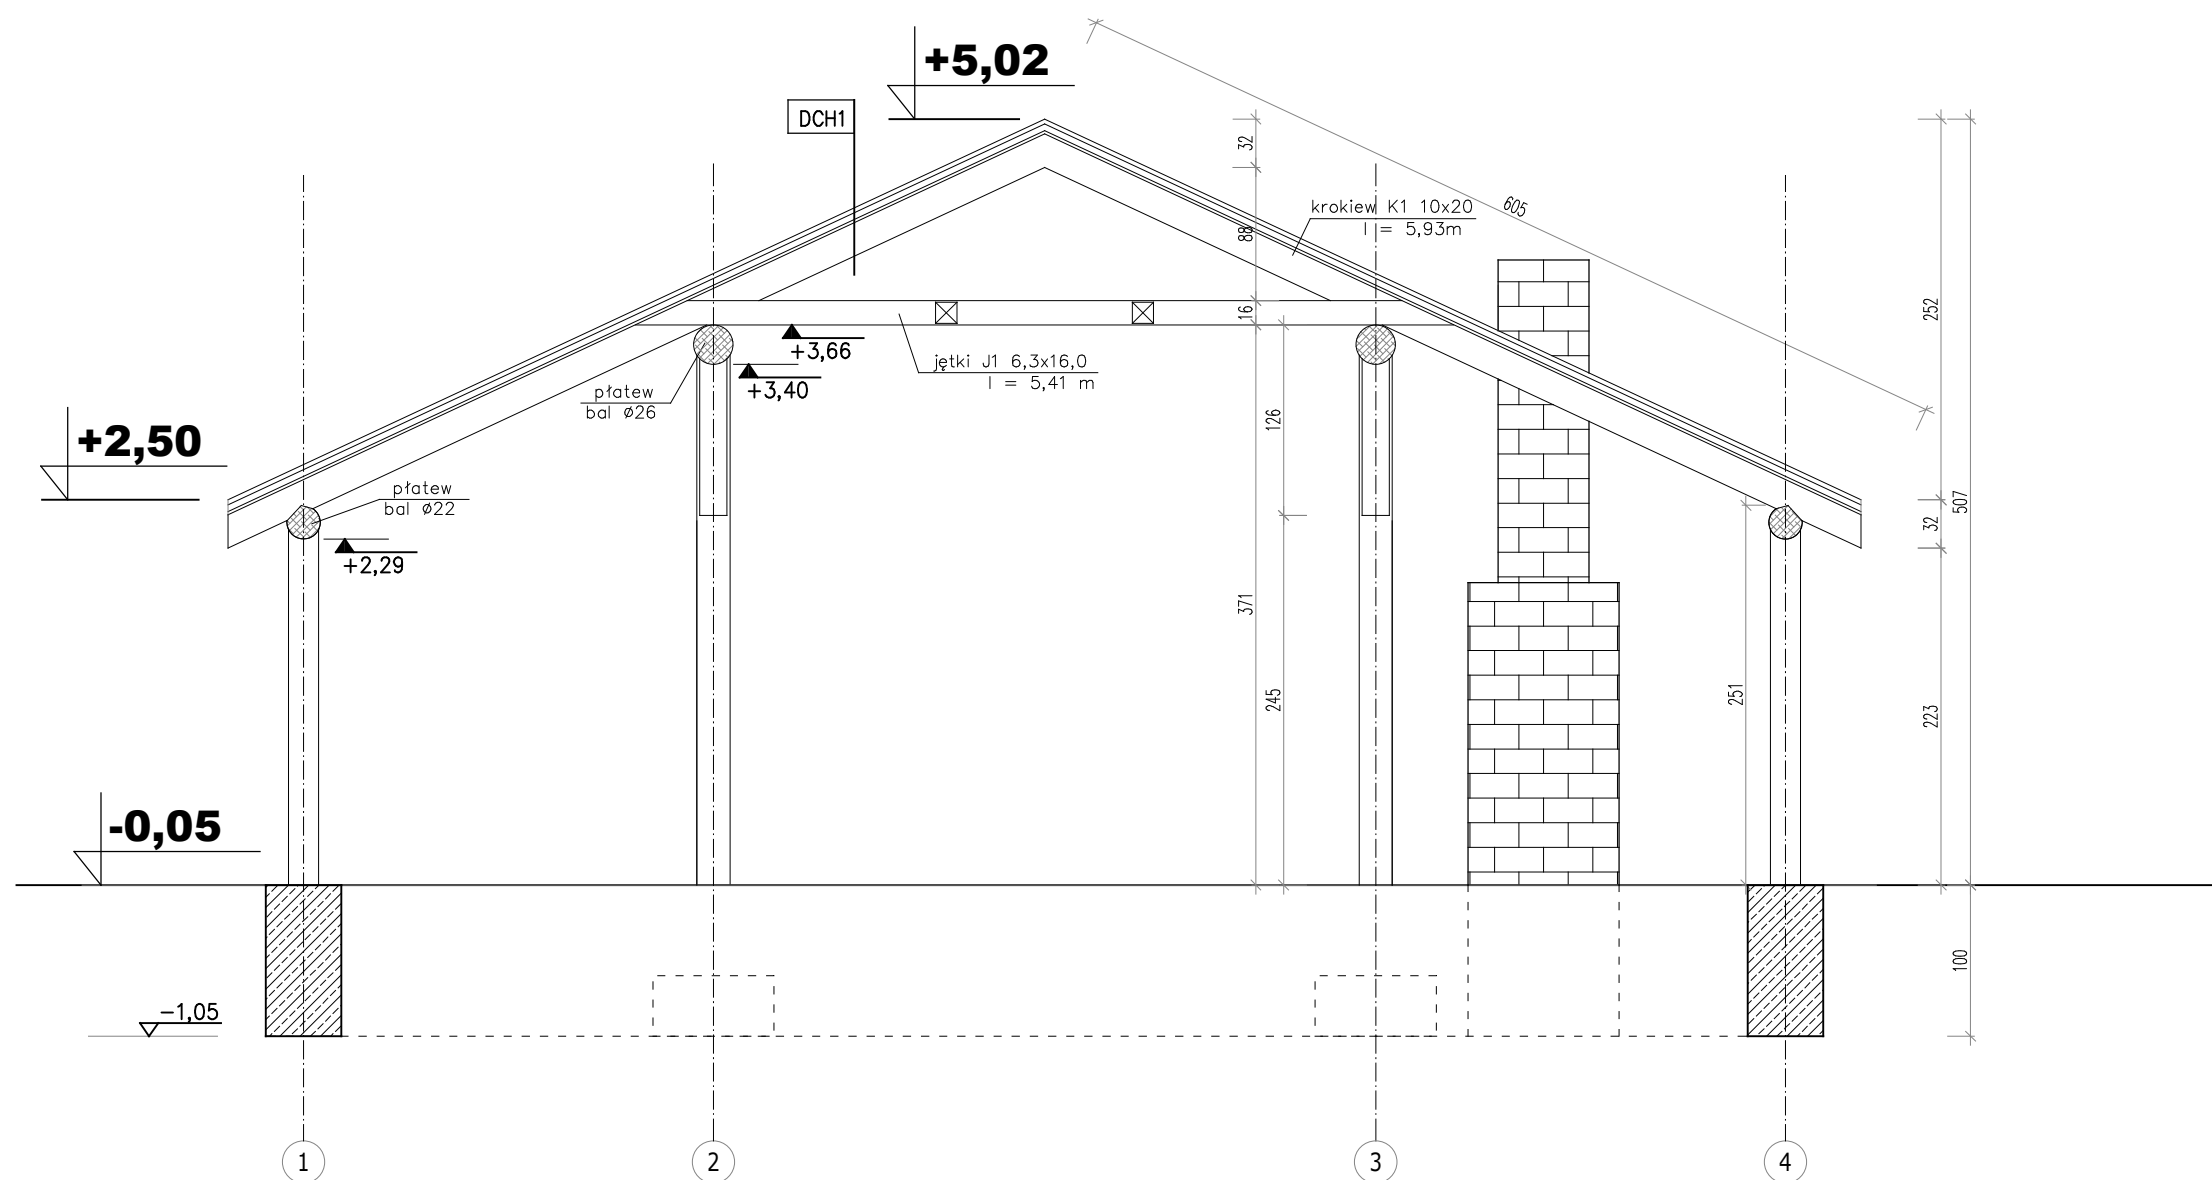 +5,02
DCH1
32
605
krokiew K1 10x20
l = 5,93m
88
252
16
+3,66
jętki J1 6,3x16,0
l = 5,41 m
+3,40
płatew
bal ø26
126
+2,50
płatew
bal ø22
507
32
+2,29
371
245
251
223
-0,05
100
-1,05
1
2
3
4